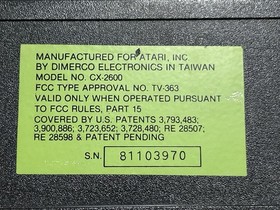 MANUFACTURED FOR ATARI, INC
BY DIMERCO ELECTRONICS IN TAIWAN
MODEL NO. CX-2600
FCC TYPE APPROVAL NO. TV-363
VALID ONLY WHEN OPERATED PURSUANT
TO FCC RULES, PART 15
COVERED BY U.S. PATENTS 3,793,483;
3,900,886; 3,723,652; 3,728,480; RE 28507;
RE 28598 & PATENT PENDING
S.N. 81103970